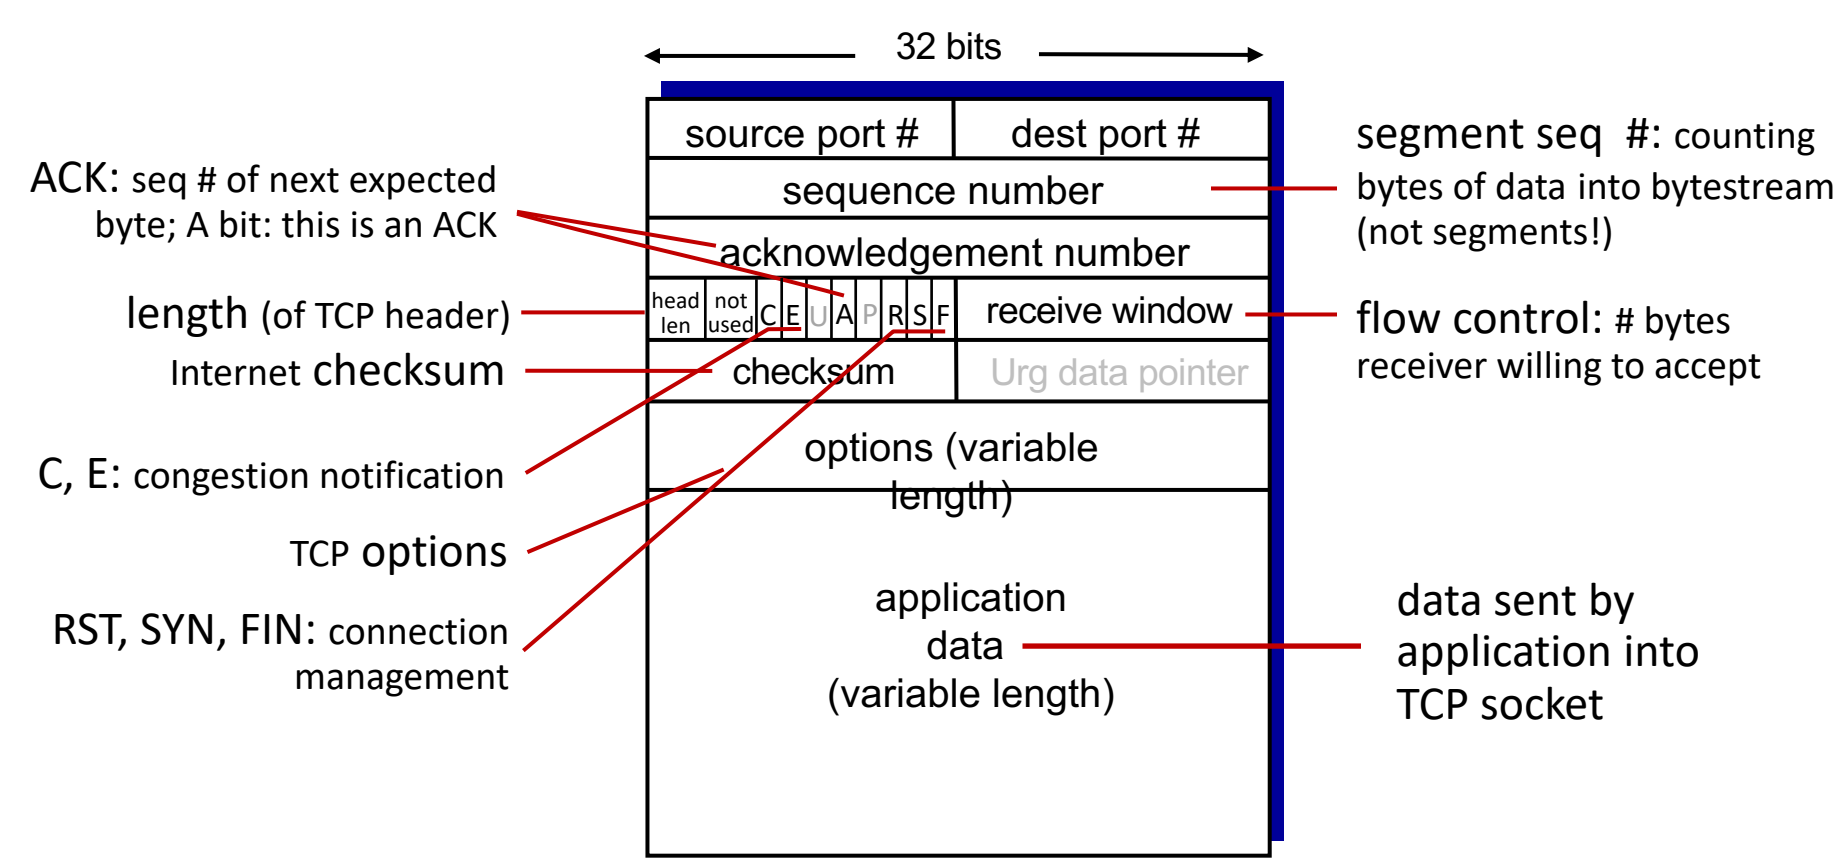 32 bits
source port #
dest port #
sequence number
acknowledgement number
head
len
not
used
C
E
U
A
P
R
S
F
receive window
checksum
Urg data pointer
options (variable
length)
application
data
(variable length)
ACK: seq # of next expected
byte; A bit: this is an ACK
length (of TCP header)
Internet checksum
C, E: congestion notification
TCP options
RST, SYN, FIN: connection
management
segment seq #: counting
bytes of data into bytestream
(not segments!)
flow control: # bytes
receiver willing to accept
data sent by
application into
TCP socket